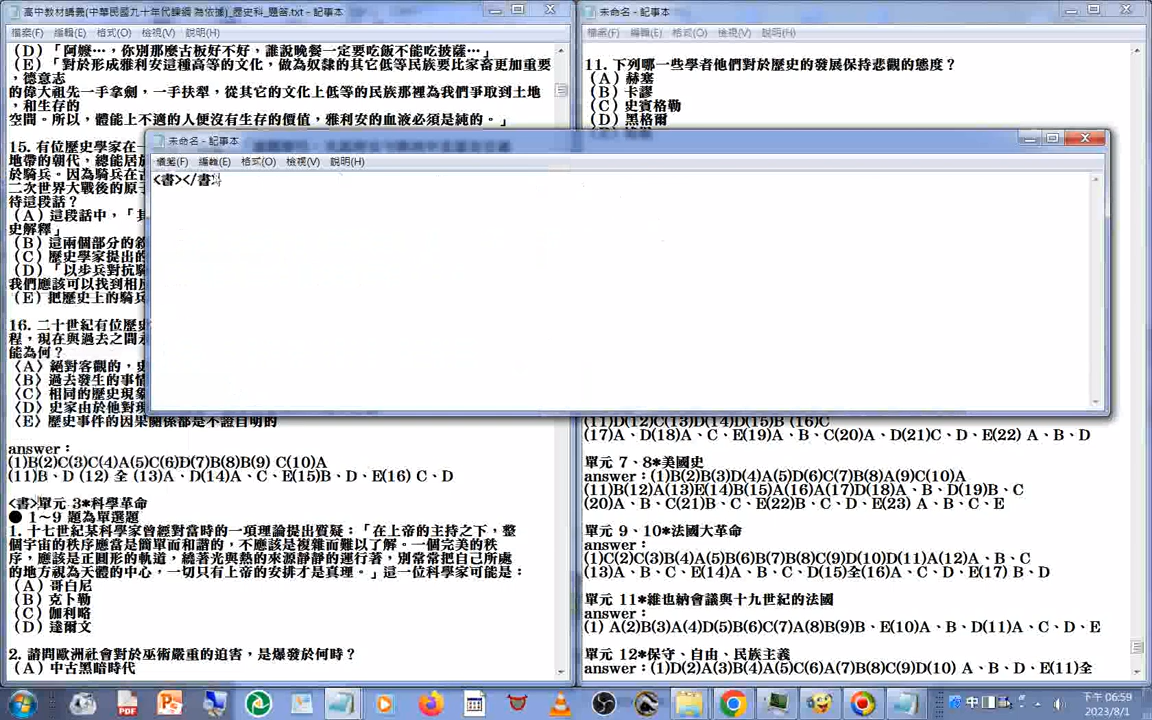 高中教材講義(中華民國九十年代課綱 為依據)_歷史科_題答.txt - 記事本
檔案(F) 編輯(E) 格式(O) 檢視(V) 說明(H)
(D)「阿嬤…，你別那麼古板好不好，誰說晚餐一定要吃飯不能吃披薩…」
(E)「對於形成雅利安這種高等的文化，做為奴隸的其它低等民族要比家畜更加重要
，德意志
的偉大祖先一手拿劍，一手扶犁，從其它的文化上低等的民族那裡為我們爭取到土地
，和生存的
空間。所以，體能上不適的人便沒有生存的價值，雅利安的血液必須是純的。」
15. 有位歷史學家在一
地帶的朝代，總能居於
於騎兵。因為騎兵在古
二次世界大戰後的原子
待這段話？
(A) 這段話中，「其
史解釋」
(B) 這兩個部分的敘
(C) 歷史學家提出的
(D)「以步兵對抗騎
我們應該可以找到相反
(E) 把歷史上的騎兵
16. 二十世紀有位歷史
程，現在與過去之間永
能為何？
〈A〉絕對客觀的，史
〈B〉過去發生的事情
〈C〉相同的歷史現象
〈D〉史家由於他對現
〈E〉歷史事件的因果關係都是不證自明的
answer：
(1)B(2)C(3)C(4)A(5)C(6)D(7)B(8)B(9) C(10)A
(11)B、D (12) 全 (13)A、D(14)A、C、E(15)B、D、E(16) C、D
<書>單元 3*科學革命
● 1～9 題為單選題
1. 十七世紀某科學家曾經對當時的一項理論提出質疑：「在上帝的主持之下，整
個宇宙的秩序應當是簡單而和諧的，不應該是複雜而難以了解。一個完美的秩
序，應該是正圓形的軌道，繞著光與熱的來源靜靜的運行著，別常常把自己所處
的地方視為天體的中心，一切只有上帝的安排才是真理。」這一位科學家可能是：
(A) 哥白尼
(B) 克卜勒
(C) 伽利略
(D) 達爾文
2. 請問歐洲社會對於巫術嚴重的迫害，是爆發於何時？
(A) 中古黑暗時代
未命名 - 記事本
檔案(F) 編輯(E) 格式(O) 檢視(V) 說明(H)
11. 下列哪一些學者他們對於歷史的發展保持悲觀的態度？
(A) 赫塞
(B) 卡謬
(C) 史賓格勒
(D) 黑格爾
未命名 - 記事本
檔案(F) 編輯(E) 格式(O) 檢視(V) 說明(H)
<書></書>
(11)D(12)C(13)D(14)D(15)B (16)C
(17)A、D(18)A、C、E(19)A、B、C(20)A、D(21)C、D、E(22) A、B、D
單元 7、8*美國史
answer：(1)B(2)B(3)D(4)A(5)D(6)C(7)B(8)A(9)C(10)A
(11)B(12)A(13)E(14)B(15)A(16)A(17)D(18)A、B、D(19)B、C
(20)A、C(21)B、C、E(22)B、C、D、E(23) A、B、C、E
單元 9、10*法國大革命
answer：
(1)C(2)C(3)B(4)A(5)B(6)B(7)B(8)C(9)D(10)D(11)A(12)A、B、C
(13)A、B、C、E(14)A、B、C、D(15)全(16)A、C、D、E(17) B、D
單元 11*維也納會議與十九世紀的法國
answer：
(1) A(2)B(3)A(4)D(5)B(6)C(7)A(8)B(9)B、E(10)A、B、D(11)A、C、D、E
單元 12*保守、自由、民族主義
answer：(1)D(2)A(3)B(4)A(5)C(6)A(7)B(8)C(9)D(10) A、B、D、E(11)全
中
下午 06:59
2023/8/1